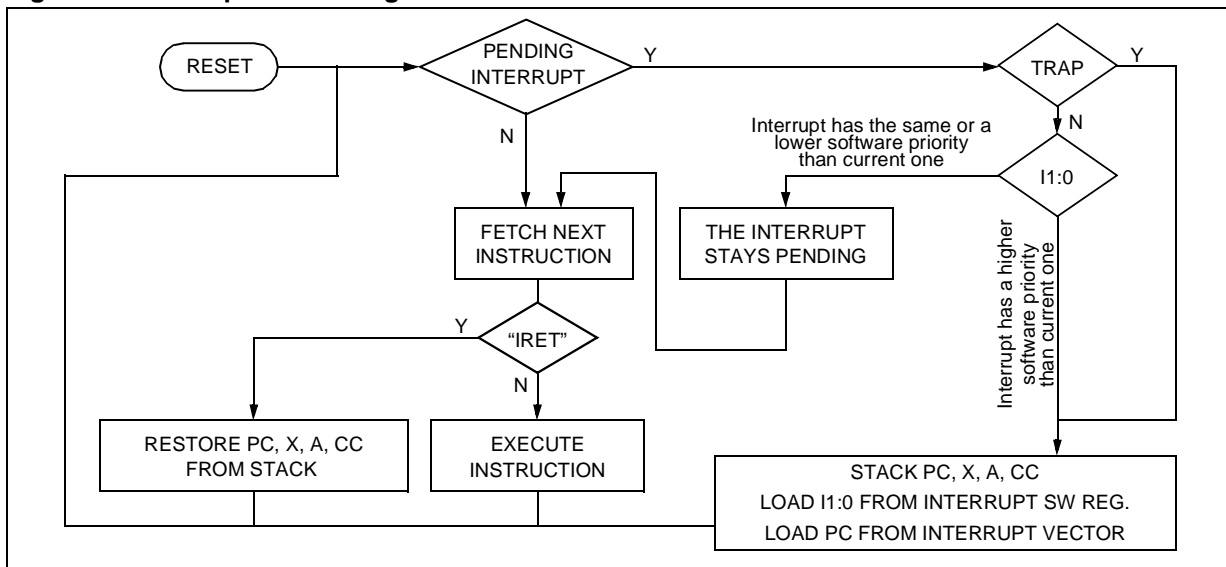 RESET
PENDING
INTERRUPT
Y
TRAP
Y
N
N
Interrupt has the same or a
lower software priority
than current one
I1:0
FETCH NEXT
INSTRUCTION
THE INTERRUPT
STAYS PENDING
Interrupt has a higher
software priority
than current one
Y
“IRET”
N
RESTORE PC, X, A, CC
FROM STACK
EXECUTE
INSTRUCTION
STACK PC, X, A, CC
LOAD I1:0 FROM INTERRUPT SW REG.
LOAD PC FROM INTERRUPT VECTOR